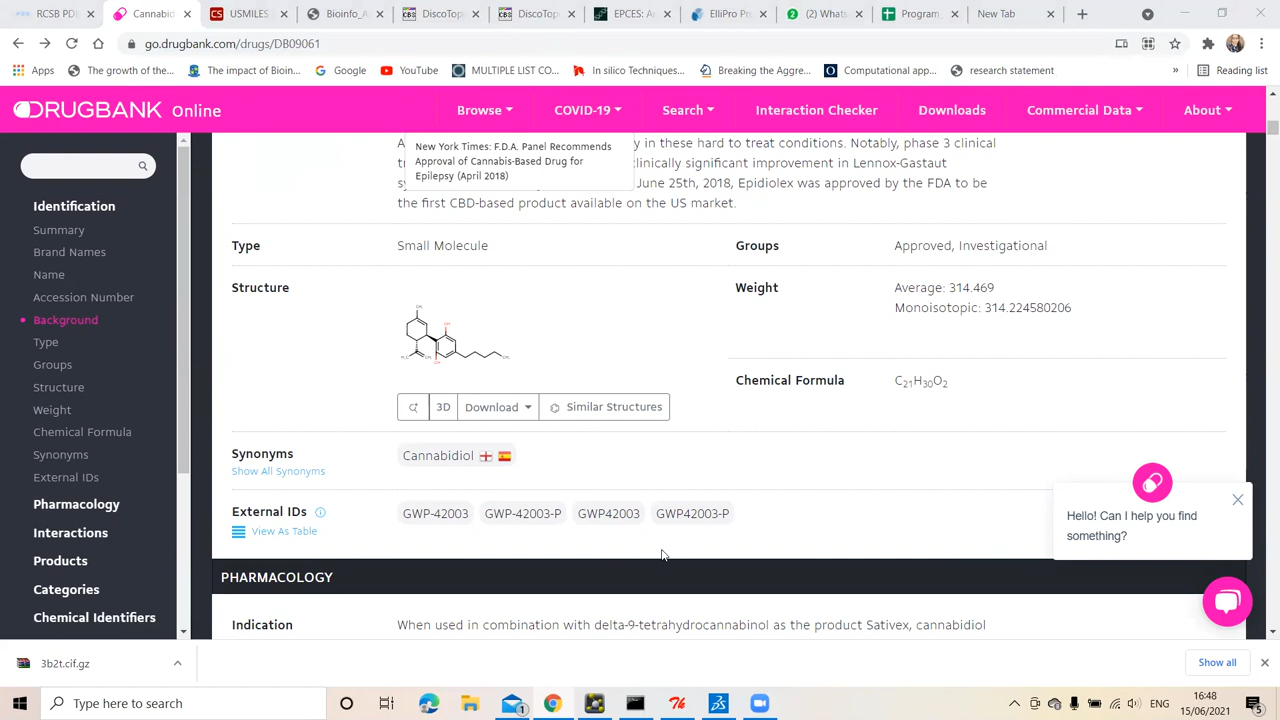 RCSB PDB
Cannabid
USMILES
Bioinfo_A
DiscoTop
DiscoTop
EPCES:
ElliPro Pre
(2) Whats
Program_
New Tab
go.drugbank.com/drugs/DB09061
Apps
The growth of the...
The impact of Bioin...
Google
YouTube
MULTIPLE LIST CO...
In silico Techniques...
Breaking the Aggre...
Computational app...
research statement
»
Reading list
DRUGBANK Online
Browse
COVID-19
Search
Interaction Checker
Downloads
Commercial Data
About
Identification
Summary
Brand Names
Name
Accession Number
Background
Type
Groups
Structure
Weight
Chemical Formula
Synonyms
External IDs
Pharmacology
Interactions
Products
Categories
Chemical Identifiers
New York Times: F.D.A. Panel Recommends
Approval of Cannabis-Based Drug for
Epilepsy (April 2018)
y in these hard to treat conditions. Notably, phase 3 clinical
clinically significant improvement in Lennox-Gastaut
June 25th, 2018, Epidiolex was approved by the FDA to be
the first CBD-based product available on the US market.
Type
Small Molecule
Groups
Approved, Investigational
Structure
Weight
Average: 314.469
Monoisotopic: 314.224580206
Chemical Formula
C21H30O2
3D
Download
Similar Structures
Synonyms
Show All Synonyms
Cannabidiol
External IDs
View As Table
GWP-42003
GWP-42003-P
GWP42003
GWP42003-P
Hello! Can I help you find
something?
PHARMACOLOGY
Indication
When used in combination with delta-9-tetrahydrocannabinol as the product Sativex, cannabidiol
3b2t.cif.gz
Show all
Type here to search
ENG
16:48
15/06/2021
5